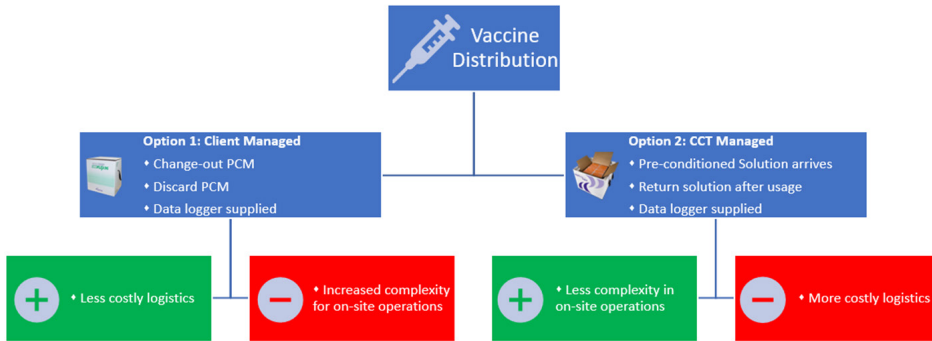 Vaccine
Distribution
Option 1: Client Managed
♦ Change-out PCM
♦ Discard PCM
♦ Data logger supplied
Option 2: CCT Managed
♦ Pre-conditioned Solution arrives
♦ Return solution after usage
♦ Data logger supplied
♦ Less costly logistics
♦ Increased complexity
for on-site operations
♦ Less complexity in
on-site operations
♦ More costly logistics